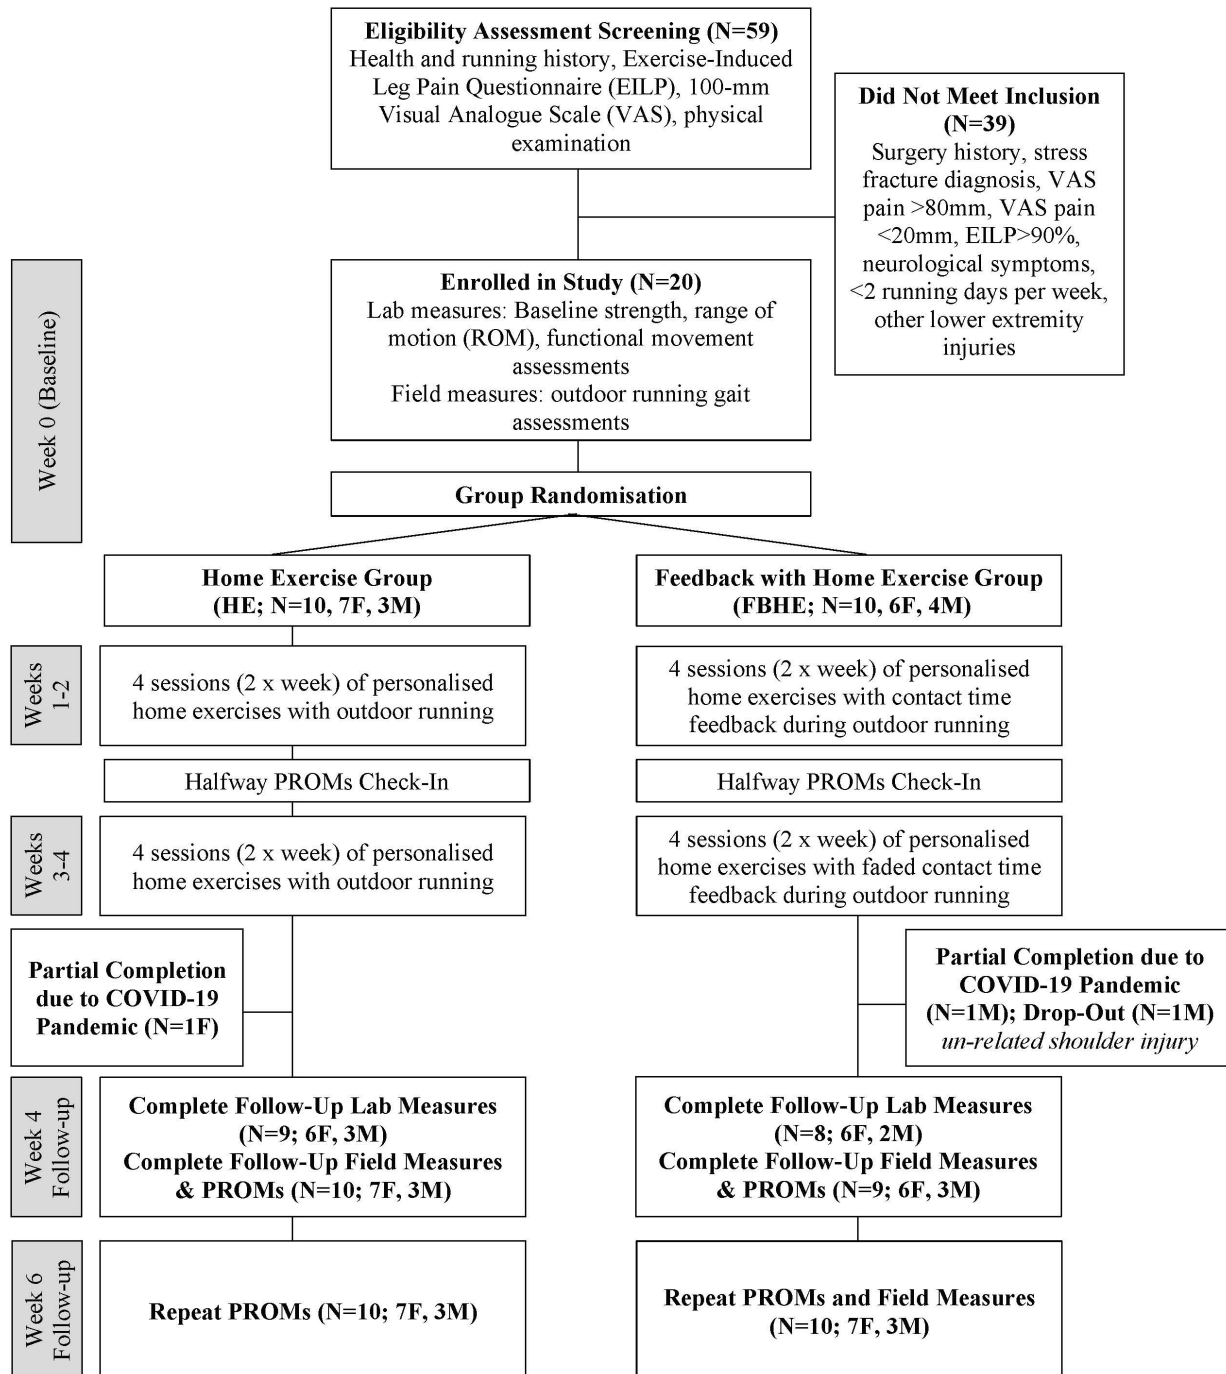 Eligibility Assessment Screening (N=59)
Health and running history, Exercise-Induced
Leg Pain Questionnaire (EILP), 100-mm
Visual Analogue Scale (VAS), physical
examination
Did Not Meet Inclusion
(N=39)
Surgery history, stress
fracture diagnosis, VAS
pain >80mm, VAS pain
<20mm, EILP>90%,
neurological symptoms,
<2 running days per week,
other lower extremity
injuries
Week 0 (Baseline)
Enrolled in Study (N=20)
Lab measures: Baseline strength, range of
motion (ROM), functional movement
assessments
Field measures: outdoor running gait
assessments
Group Randomisation
Home Exercise Group
(HE; N=10, 7F, 3M)
Feedback with Home Exercise Group
(FBHE; N=10, 6F, 4M)
Weeks
1-2
4 sessions (2 x week) of personalised
home exercises with outdoor running
4 sessions (2 x week) of personalised
home exercises with contact time
feedback during outdoor running
Halfway PROMs Check-In
Halfway PROMs Check-In
Weeks
3-4
4 sessions (2 x week) of personalised
home exercises with outdoor running
4 sessions (2 x week) of personalised
home exercises with faded contact time
feedback during outdoor running
Partial Completion
due to COVID-19
Pandemic (N=1F)
Partial Completion due to
COVID-19 Pandemic
(N=1M); Drop-Out (N=1M)
un-related shoulder injury
Week 4
Follow-up
Complete Follow-Up Lab Measures
(N=9; 6F, 3M)
Complete Follow-Up Field Measures
& PROMs (N=10; 7F, 3M)
Complete Follow-Up Lab Measures
(N=8; 6F, 2M)
Complete Follow-Up Field Measures
& PROMs (N=9; 6F, 3M)
Week 6
Follow-up
Repeat PROMs (N=10; 7F, 3M)
Repeat PROMs and Field Measures
(N=10; 7F, 3M)